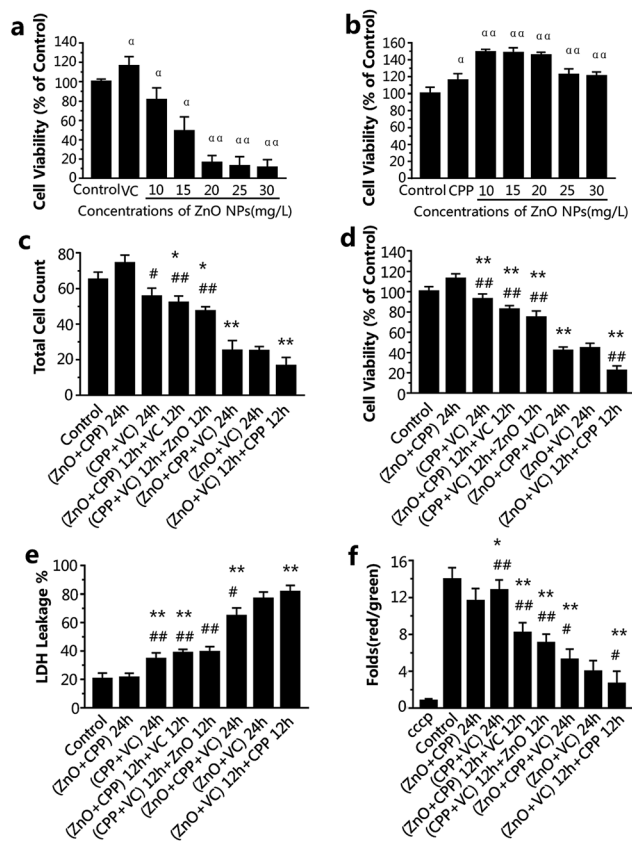 a
Cell Viability (% of Control)
140
120
100
80
60
40
20
0
α
α
α
αα
αα
αα
Control VC 10 15 20 25 30
Concentrations of ZnO NPs(mg/L)
b
Cell Viability (% of Control)
160
140
120
100
80
60
40
20
0
α
αα
αα
αα
αα
αα
Control CPP 10 15 20 25 30
Concentrations of ZnO NPs(mg/L)
c
Total Cell Count
80
60
40
20
0
#
*
##
*
##
**
**
Control
(ZnO+CPP) 24h
(CPP+VC) 24h
(ZnO+CPP) 12h+VC 12h
(CPP+VC) 12h+ZnO 12h
(ZnO+CPP+VC) 24h
(ZnO+VC) 24h
(ZnO+VC) 12h+CPP 12h
d
Cell Viability (% of Control)
140
120
100
80
60
40
20
0
**
##
**
##
**
##
**
**
##
Control
(ZnO+CPP) 24h
(CPP+VC) 24h
(ZnO+CPP) 12h+VC 12h
(CPP+VC) 12h+ZnO 12h
(ZnO+CPP+VC) 24h
(ZnO+VC) 24h
(ZnO+VC) 12h+CPP 12h
e
LDH Leakage %
100
80
60
40
20
0
**
##
**
##
##
**
#
**
Control
(ZnO+CPP) 24h
(CPP+VC) 24h
(ZnO+CPP) 12h+VC 12h
(CPP+VC) 12h+ZnO 12h
(ZnO+CPP+VC) 24h
(ZnO+VC) 24h
(ZnO+VC) 12h+CPP 12h
f
Folds(red/green)
16
12
8
4
0
*
##
**
##
**
##
**
#
**
#
cccp
Control
(ZnO+CPP) 24h
(CPP+VC) 24h
(ZnO+CPP) 12h+VC 12h
(CPP+VC) 12h+ZnO 12h
(ZnO+CPP+VC) 24h
(ZnO+VC) 24h
(ZnO+VC) 12h+CPP 12h